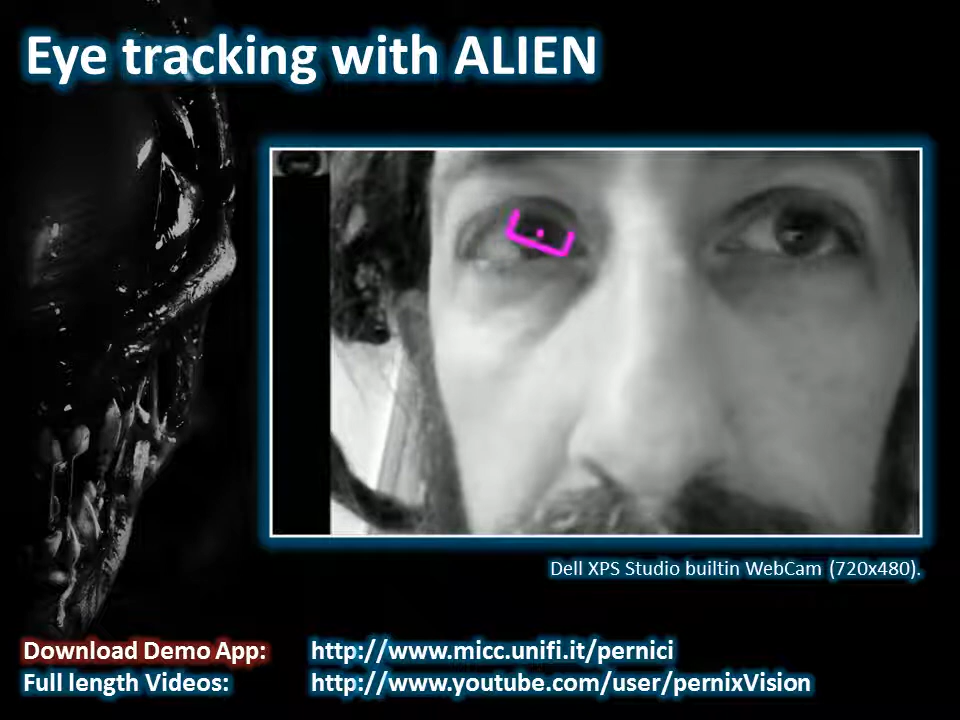 Eye tracking with ALIEN
Dell XPS Studio builtin WebCam (720x480).
Download Demo App: http://www.micc.unifi.it/pernici
Full length Videos: http://www.youtube.com/user/pernixVision